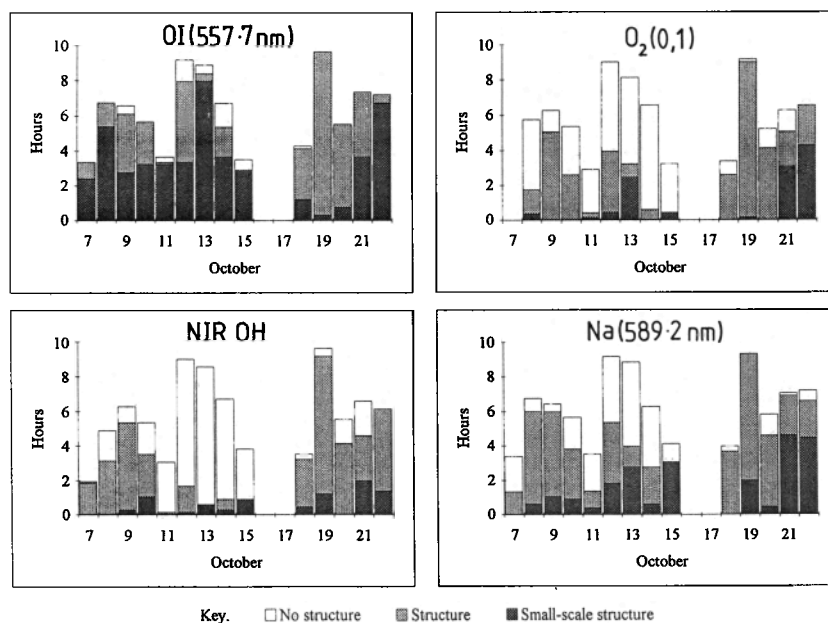 OI(557·7nm)
10
8
6
4
2
0
Hours
7 9 11 13 15 17 19 21
October
O2(0,1)
10
8
6
4
2
0
Hours
7 9 11 13 15 17 19 21
October
NIR OH
10
8
6
4
2
0
Hours
7 9 11 13 15 17 19 21
October
Na(589·2 nm)
10
8
6
4
2
0
Hours
7 9 11 13 15 17 19 21
October
Key. No structure Structure Small-scale structure